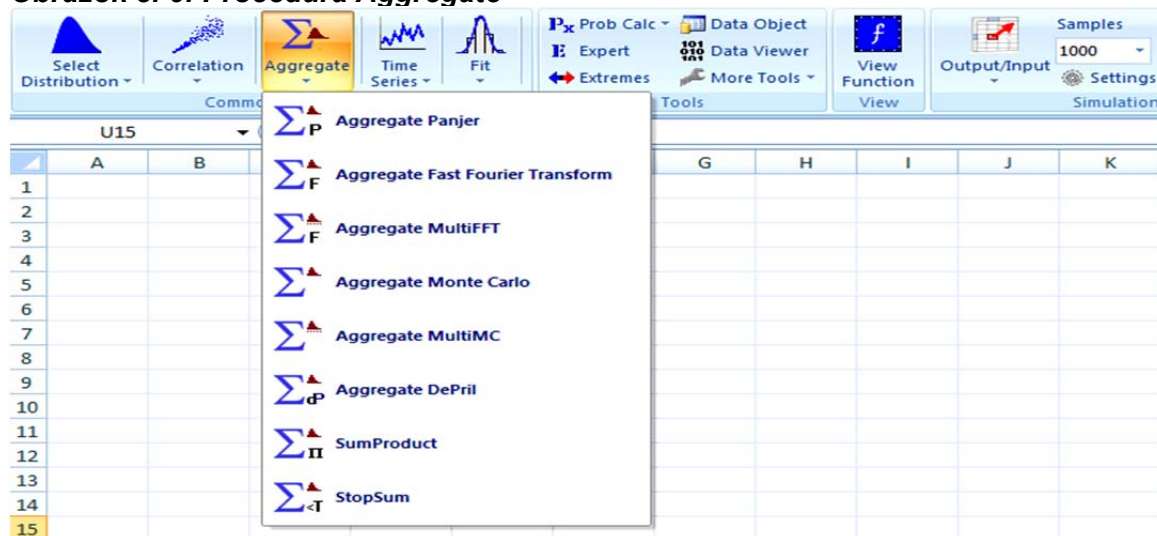 Procedura Aggregate
Select Distribution
Correlation
Aggregate
Time Series
Fit
Px Prob Calc
Data Object
E Expert
Data Viewer
Extremes
More Tools
Tools
f
View Function
View
Output/Input
Samples
1000
Settings
Simulation
U15
A B G H I J K
1
2
3
4
5
6
7
8
9
10
11
12
13
14
15
P Aggregate Panjer
F Aggregate Fast Fourier Transform
F Aggregate MultiFFT
Aggregate Monte Carlo
Aggregate MultiMC
dP Aggregate DePril
Π SumProduct
<T StopSum